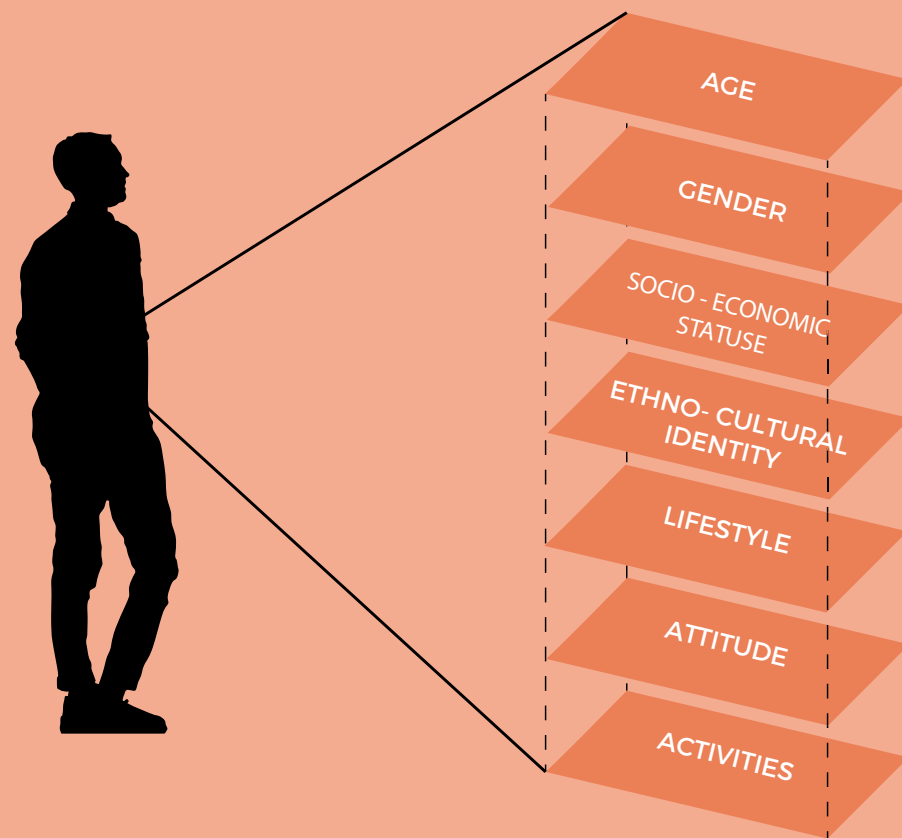 AGE
GENDER
SOCIO - ECONOMIC
STATUSE
ETHNO- CULTURAL
IDENTITY
LIFESTYLE
ATTITUDE
ACTIVITIES